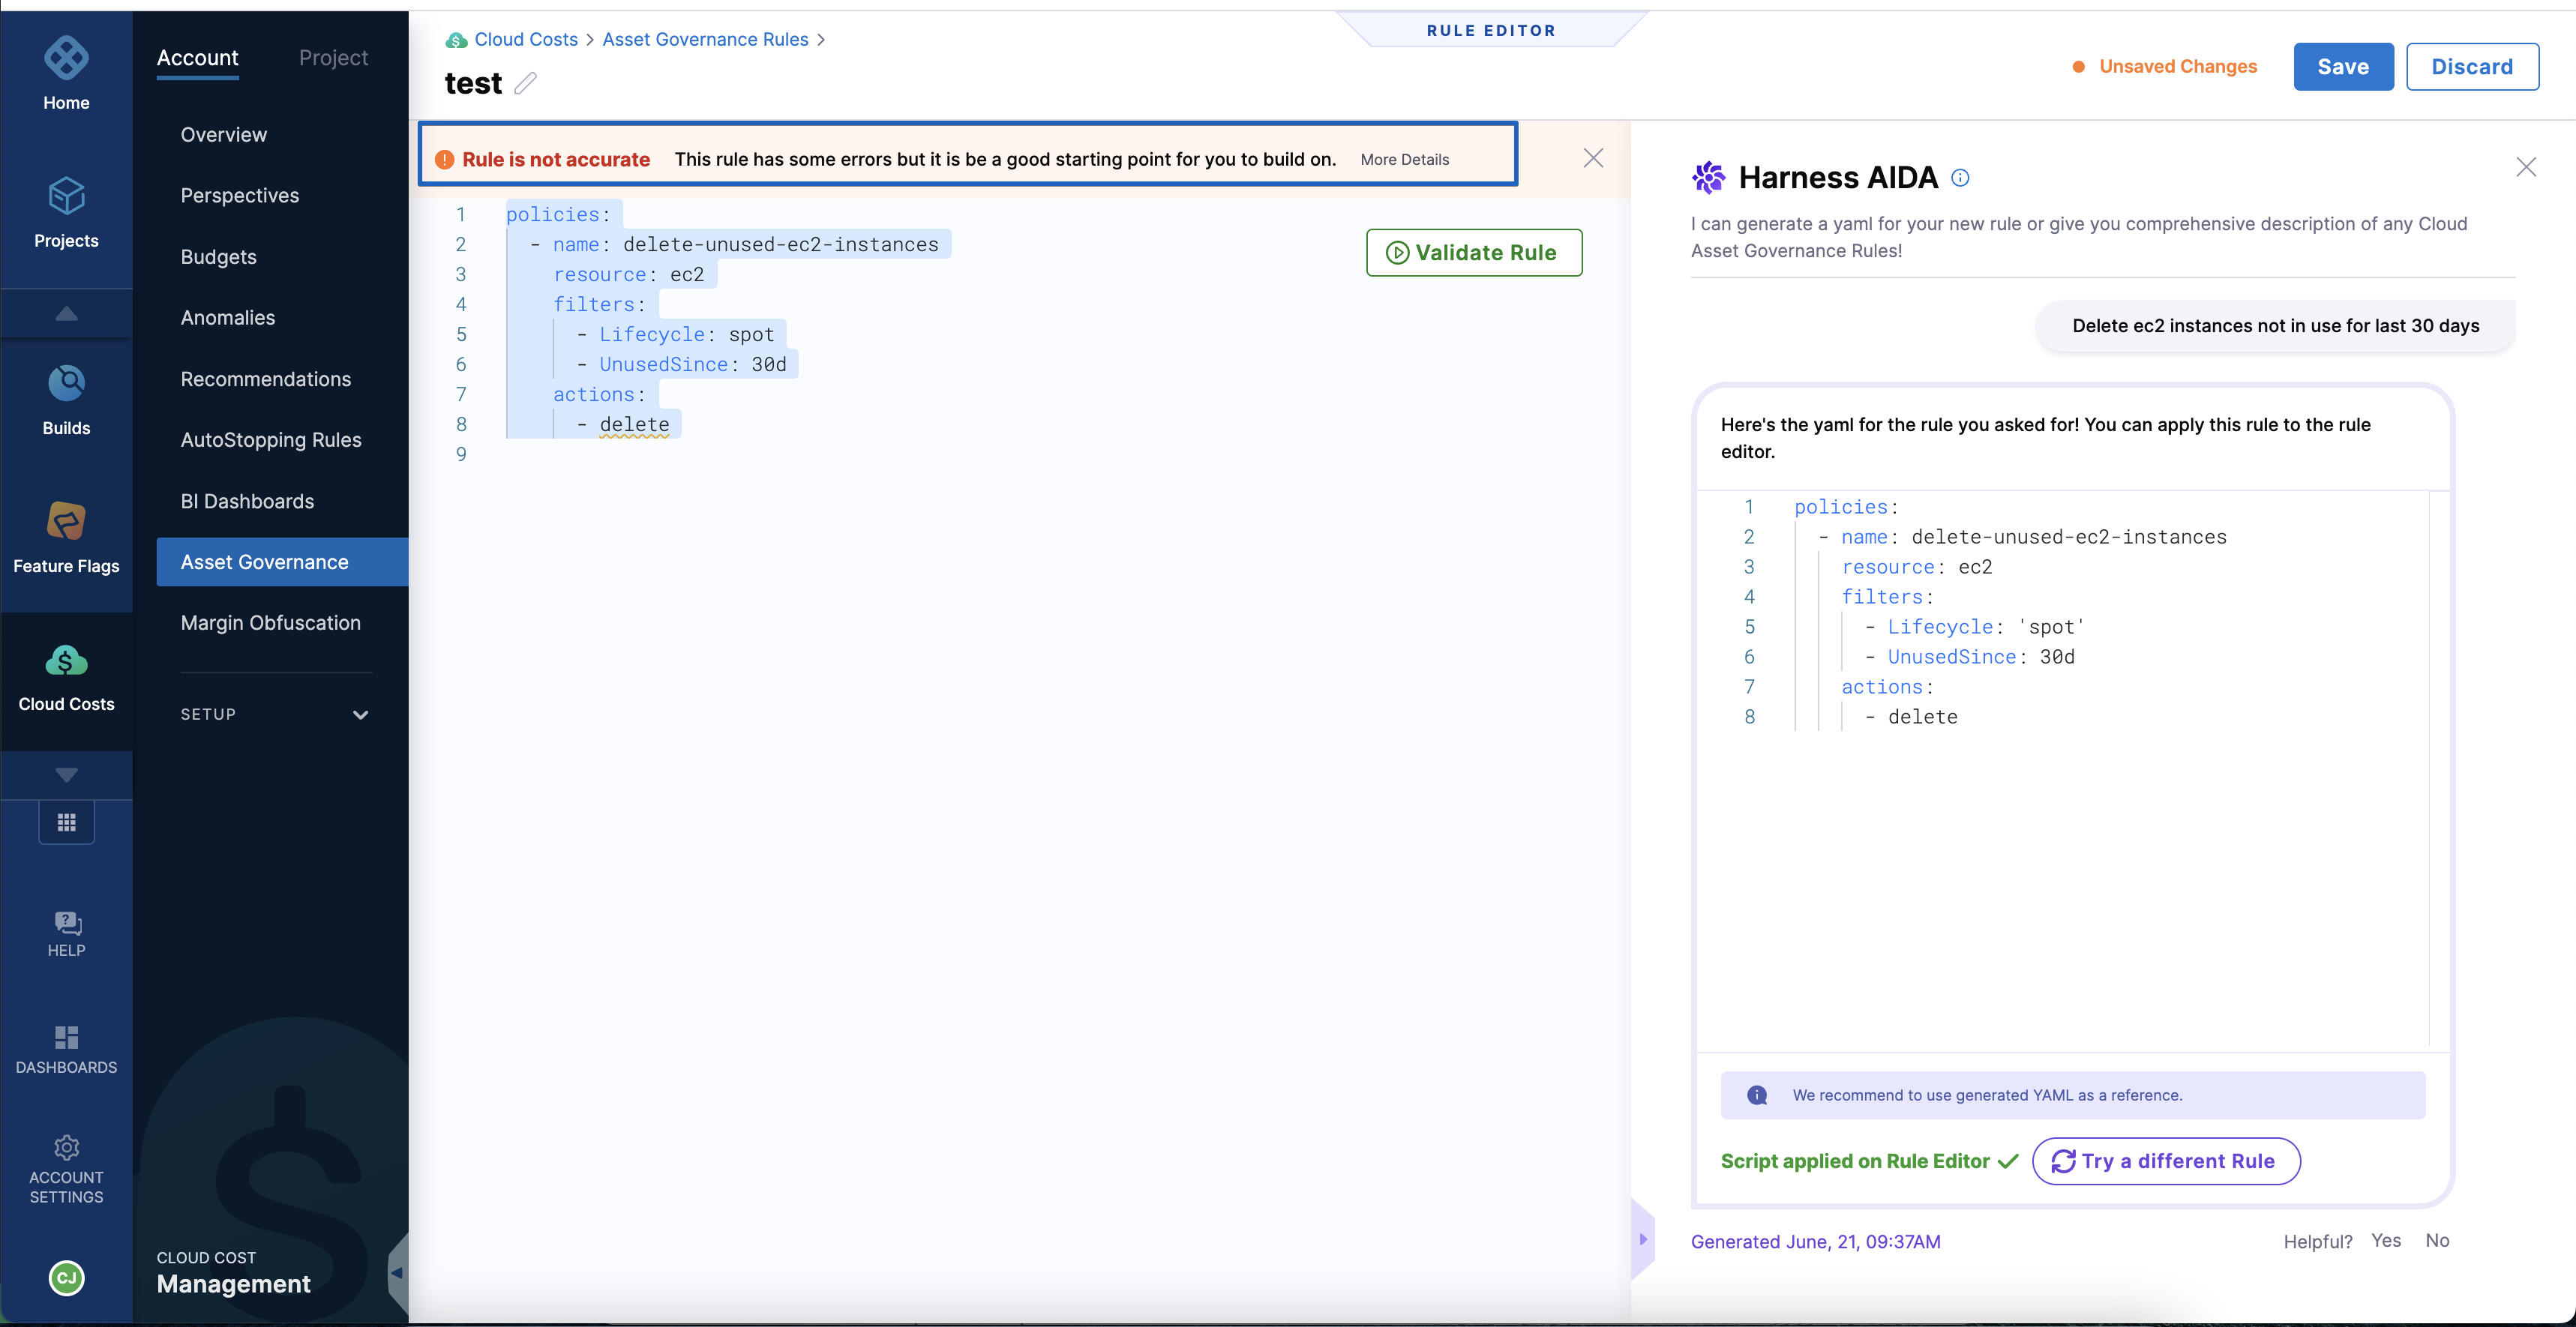 Home
Projects
Builds
Feature Flags
Cloud Costs
HELP
DASHBOARDS
ACCOUNT
SETTINGS
CJ
Account Project
Overview
Perspectives
Budgets
Anomalies
Recommendations
AutoStopping Rules
BI Dashboards
Asset Governance
Margin Obfuscation
SETUP
CLOUD COST
Management
Cloud Costs > Asset Governance Rules >
test
RULE EDITOR
Unsaved Changes Save Discard
Rule is not accurate This rule has some errors but it is be a good starting point for you to build on. More Details
Validate Rule
1 policies:
2 - name: delete-unused-ec2-instances
3 resource: ec2
4 filters:
5 - Lifecycle: spot
6 - UnusedSince: 30d
7 actions:
8 - delete
9
Harness AIDA
I can generate a yaml for your new rule or give you comprehensive description of any Cloud
Asset Governance Rules!
Delete ec2 instances not in use for last 30 days
Here's the yaml for the rule you asked for! You can apply this rule to the rule
editor.
1 policies:
2 - name: delete-unused-ec2-instances
3 resource: ec2
4 filters:
5 - Lifecycle: 'spot'
6 - UnusedSince: 30d
7 actions:
8 - delete
We recommend to use generated YAML as a reference.
Script applied on Rule Editor Try a different Rule
Generated June, 21, 09:37AM Helpful? Yes No